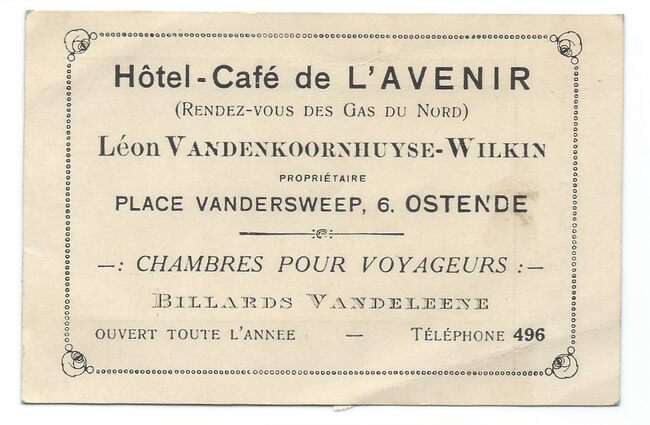 Hôtel-Café de L'AVENIR
(RENDEZ-VOUS DES GAS DU NORD)
Léon VANDENKOORNHUYSE-WILKIN
PROPRIÉTAIRE
PLACE VANDERSWEEP, 6. OSTENDE
—: CHAMBRES POUR VOYAGEURS :—
BILLARDS VANDELEENE
OUVERT TOUTE L'ANNEE — TÉLÉPHONE 496